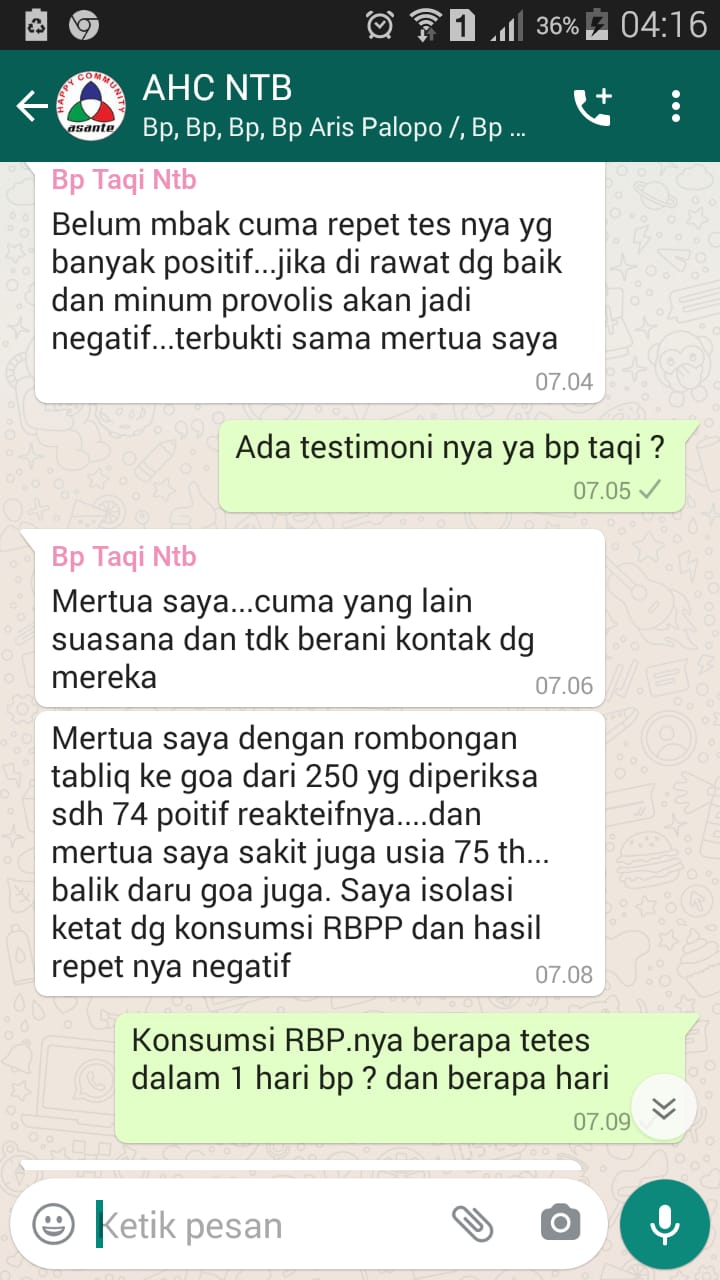 1 36% 04:16
HAPPY COMMUNITY
asante
AHC NTB
Bp, Bp, Bp, Bp Aris Palopo /, Bp ...
Bp Taqi Ntb
Belum mbak cuma repet tes nya yg
banyak positif...jika di rawat dg baik
dan minum provolis akan jadi
negatif...terbukti sama mertua saya
07.04
Ada testimoni nya ya bp taqi ?
07.05
Bp Taqi Ntb
Mertua saya...cuma yang lain
suasana dan tdk berani kontak dg
mereka
07.06
Mertua saya dengan rombongan
tabliq ke goa dari 250 yg diperiksa
sdh 74 poitif reakteifnya....dan
mertua saya sakit juga usia 75 th...
balik daru goa juga. Saya isolasi
ketat dg konsumsi RBPP dan hasil
repet nya negatif
07.08
Konsumsi RBP.nya berapa tetes
dalam 1 hari bp ? dan berapa hari
07.09
Ketik pesan